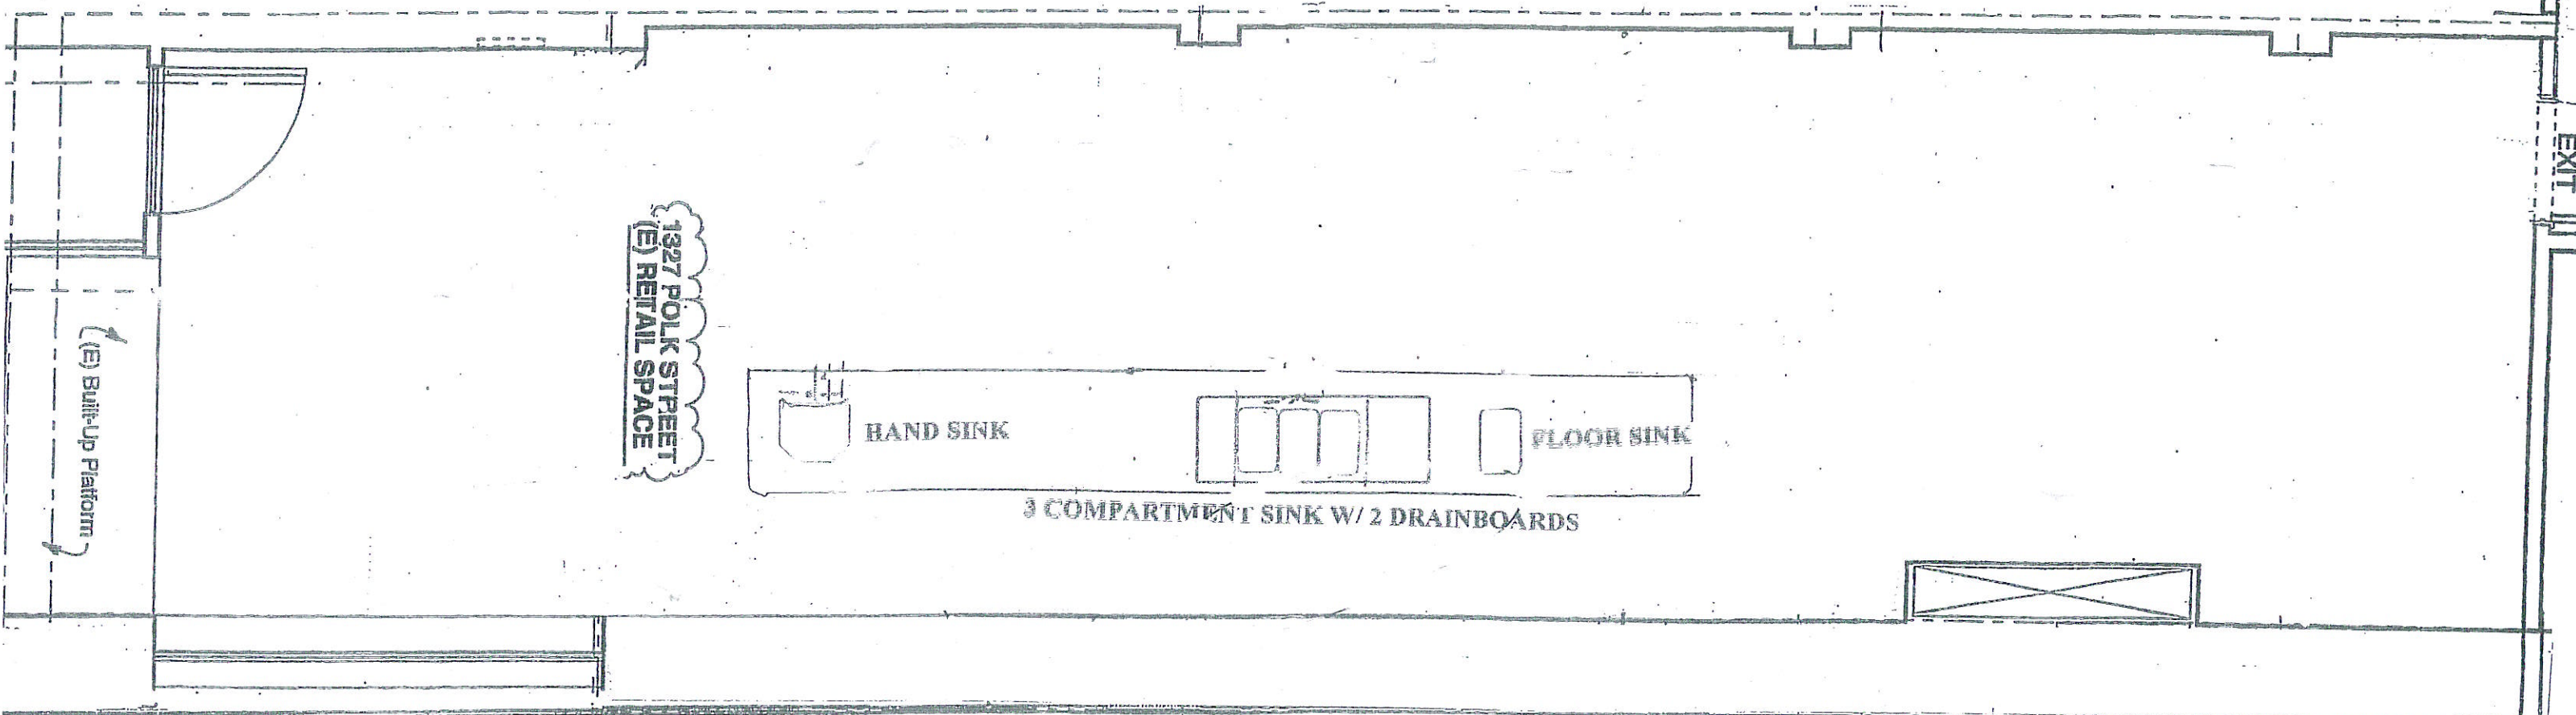 EXIT
1327 POLK STREET
(E) RETAIL SPACE
(E) Built-Up Platform
HAND SINK
FLOOR SINK
3 COMPARTMENT SINK W/ 2 DRAINBOARDS